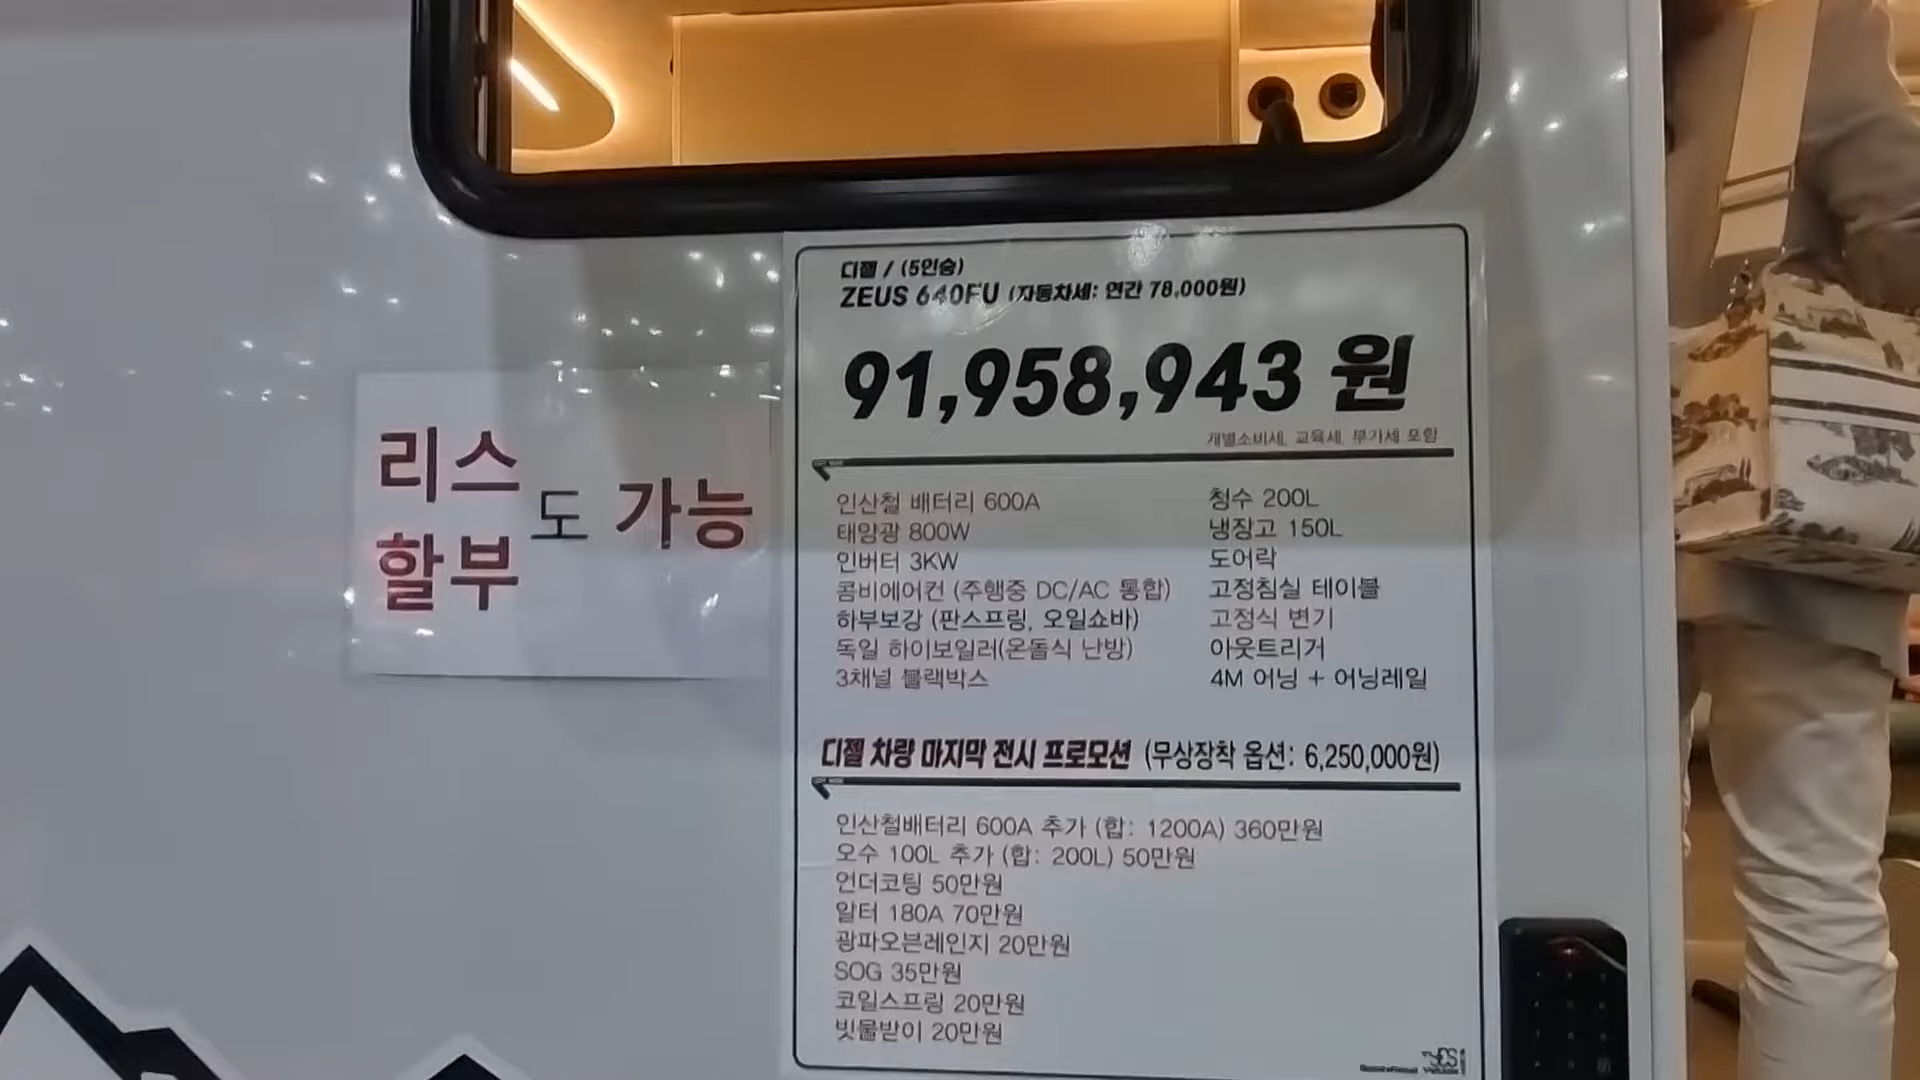 리스
할부
도 가능
디젤 / (5인승)
ZEUS 640FU (자동차세: 연간 78,000원)
91,958,943 원
개별소비세, 교육세, 부가세 포함
인산철 배터리 600A
태양광 800W
인버터 3KW
콤비에어컨 (주행중 DC/AC 통합)
하부보강 (판스프링, 오일쇼바)
독일 하이보일러(온돌식 난방)
3채널 블랙박스
청수 200L
냉장고 150L
도어락
고정침실 테이블
고정식 변기
아웃트리거
4M 어닝 + 어닝레일
디젤 차량 마지막 전시 프로모션 (무상장착 옵션: 6,250,000원)
인산철배터리 600A 추가 (합: 1200A) 360만원
오수 100L 추가 (합: 200L) 50만원
언더코팅 50만원
알터 180A 70만원
광파오븐레인지 20만원
SOG 35만원
코일스프링 20만원
빗물받이 20만원